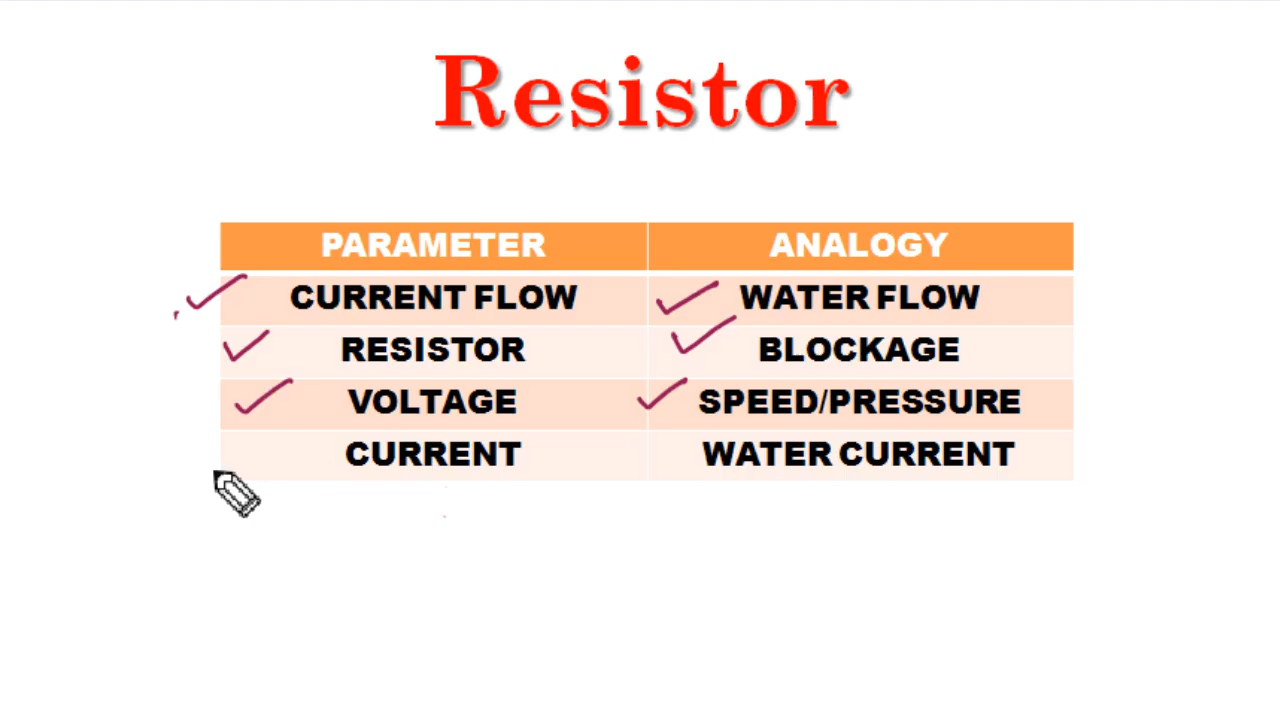 Resistor
PARAMETER ANALOGY
CURRENT FLOW WATER FLOW
RESISTOR BLOCKAGE
VOLTAGE SPEED/PRESSURE
CURRENT WATER CURRENT